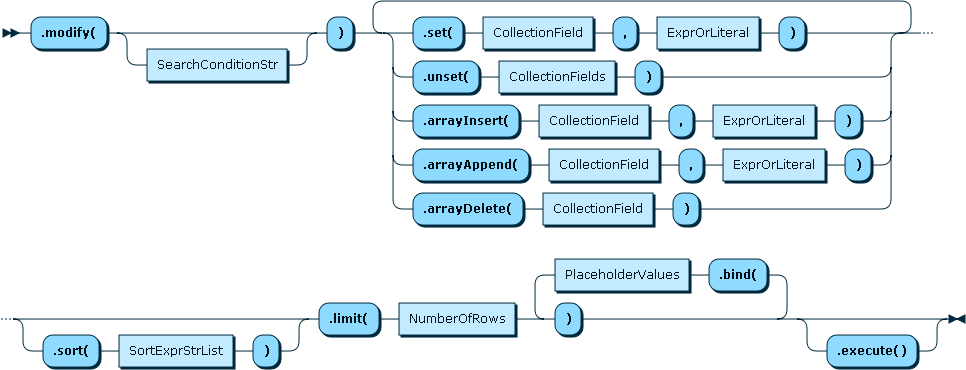 .modify( SearchConditionStr )
.set( CollectionField , ExprOrLiteral )
.unset( CollectionFields )
.arrayInsert( CollectionField , ExprOrLiteral )
.arrayAppend( CollectionField , ExprOrLiteral )
.arrayDelete( CollectionField )
.sort( SortExprStrList )
.limit( NumberOfRows )
PlaceholderValues .bind(
.execute()